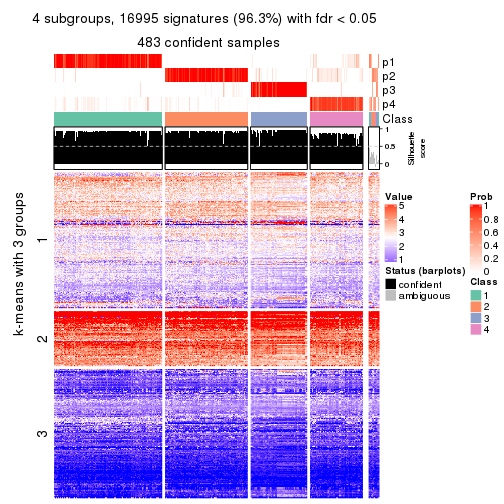 4 subgroups, 16995 signatures (96.3%) with fdr < 0.05
483 confident samples
p1
p2
p3
p4
Class
1
0.5
0
Silhouette
score
k-means with 3 groups
1
2
3
Value
5
4
3
2
1
Status (barplots)
confident
ambiguous
Prob
1
0.8
0.6
0.4
0.2
0
Class
1
2
3
4